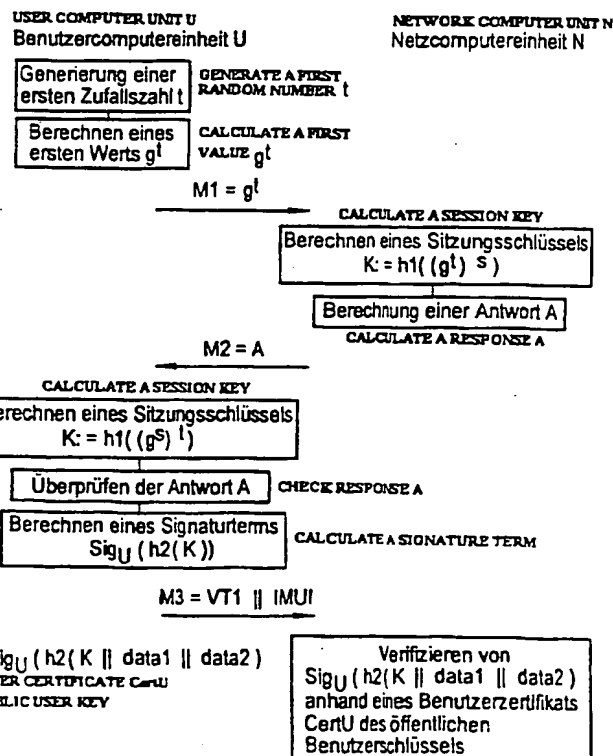 USER COMPUTER UNIT U
Benutzercomputereinheit U
NETWORK COMPUTER UNIT N
Netzcomputereinheit N
Generierung einer
ersten Zufallszahl t
GENERATE A FIRST
RANDOM NUMBER t
Berechnen eines
ersten Werts g^t
CALCULATE A FIRST
VALUE g^t
M1 = g^t
CALCULATE A SESSION KEY
Berechnen eines Sitzungsschlüssels
K: = h1( (g^t) ^s )
Berechnung einer Antwort A
CALCULATE A RESPONSE A
M2 = A
CALCULATE A SESSION KEY
erechnen eines Sitzungsschlüssels
K: = h1( (g^s) ^t )
Überprüfen der Antwort A
CHECK RESPONSE A
Berechnen eines Signaturterms
Sig_U ( h2( K ))
CALCULATE A SIGNATURE TERM
M3 = VT1 || IMUI
ig_U ( h2( K || data1 || data2 )
ER CERTIFICATE CertU
BLIC USER KEY
Verifizieren von
Sig_U ( h2( K || data1 || data2 )
anhand eines Benutzerzertifikats
CertU des öffentlichen
Benutzerschlüssels